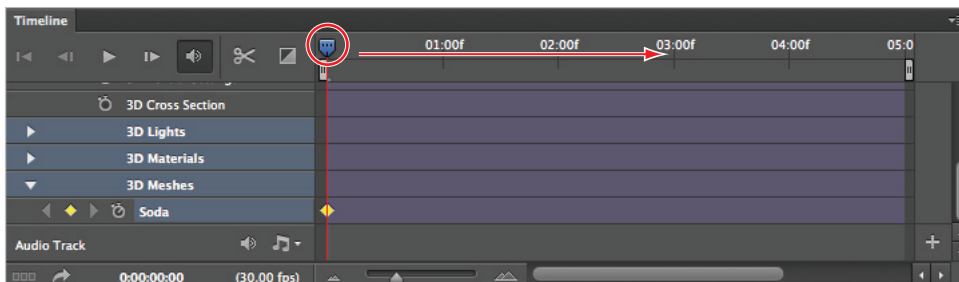 Timeline
01:00f 02:00f 03:00f 04:00f 05:0
3D Cross Section
3D Lights
3D Materials
3D Meshes
Soda
Audio Track
0:00:00:00 (30.00 fps)